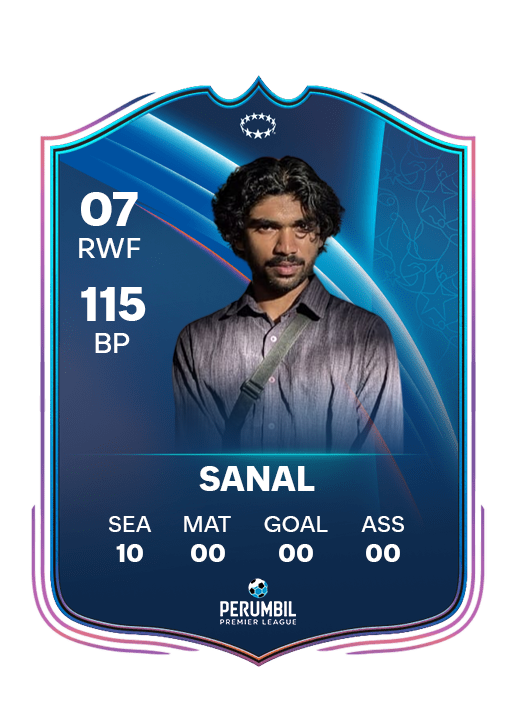 07
RWF
115
BP
SANAL
SEA MAT GOAL ASS
10 00 00 00
PERUMBIL
PREMIER LEAGUE